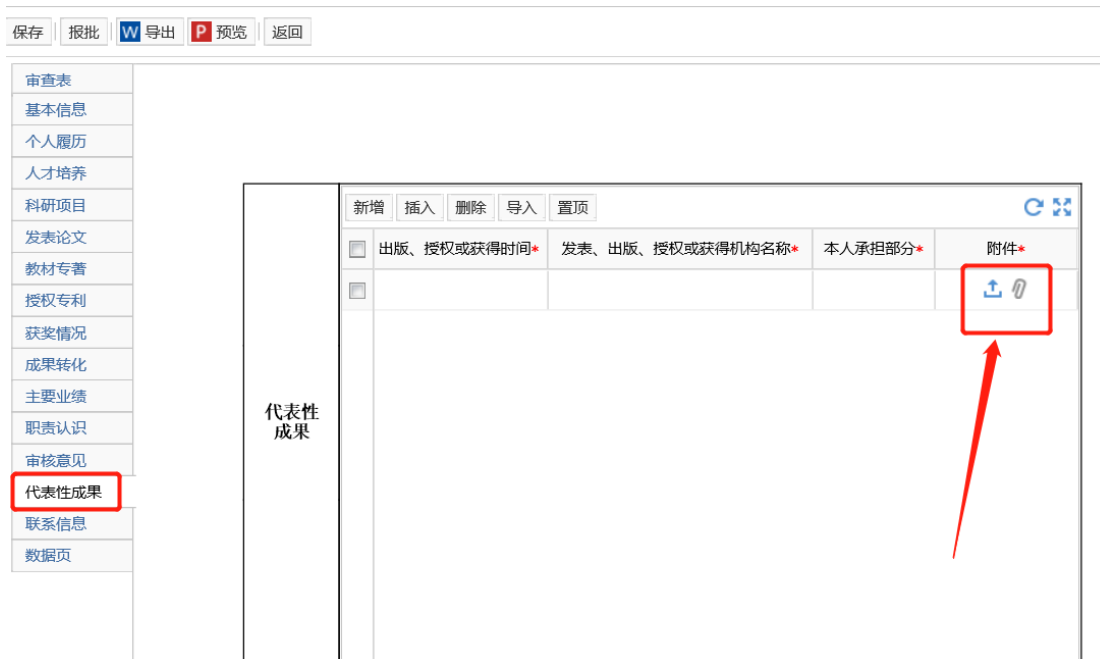 保存 报批 W 导出 P 预览 返回
审查表
基本信息
个人履历
人才培养
科研项目
发表论文
教材专著
授权专利
获奖情况
成果转化
主要业绩
职责认识
审核意见
代表性成果
联系信息
数据页
代表性
成果
新增 插入 删除 导入 置顶
出版、授权或获得时间* 发表、出版、授权或获得机构名称* 本人承担部分* 附件*